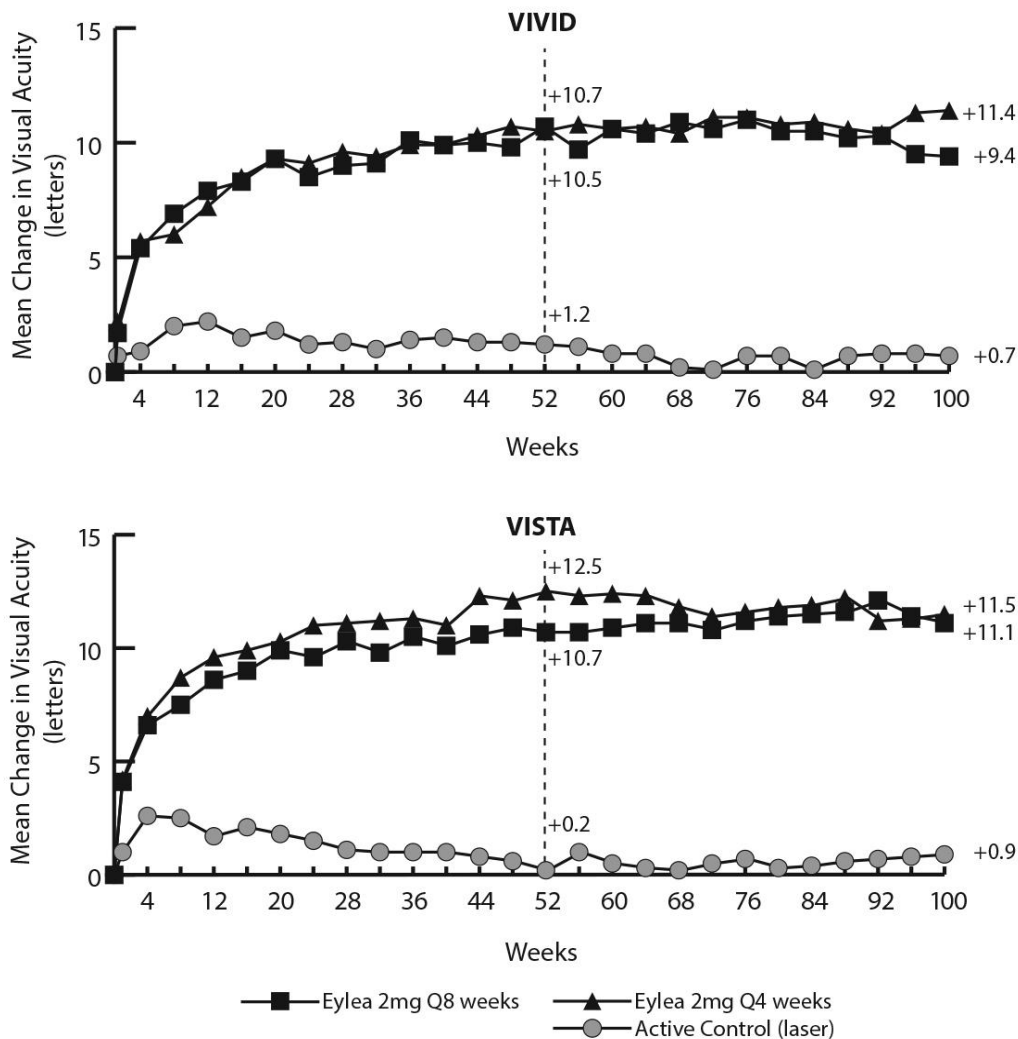 VIVID
Mean Change in Visual Acuity
(letters)
15
10
5
0
+10.7
+10.5
+1.2
+11.4
+9.4
+0.7
4 12 20 28 36 44 52 60 68 76 84 92 100
Weeks
VISTA
Mean Change in Visual Acuity
(letters)
15
10
5
0
+12.5
+10.7
+0.2
+11.5
+11.1
+0.9
4 12 20 28 36 44 52 60 68 76 84 92 100
Weeks
Eylea 2mg Q8 weeks Eylea 2mg Q4 weeks
Active Control (laser)